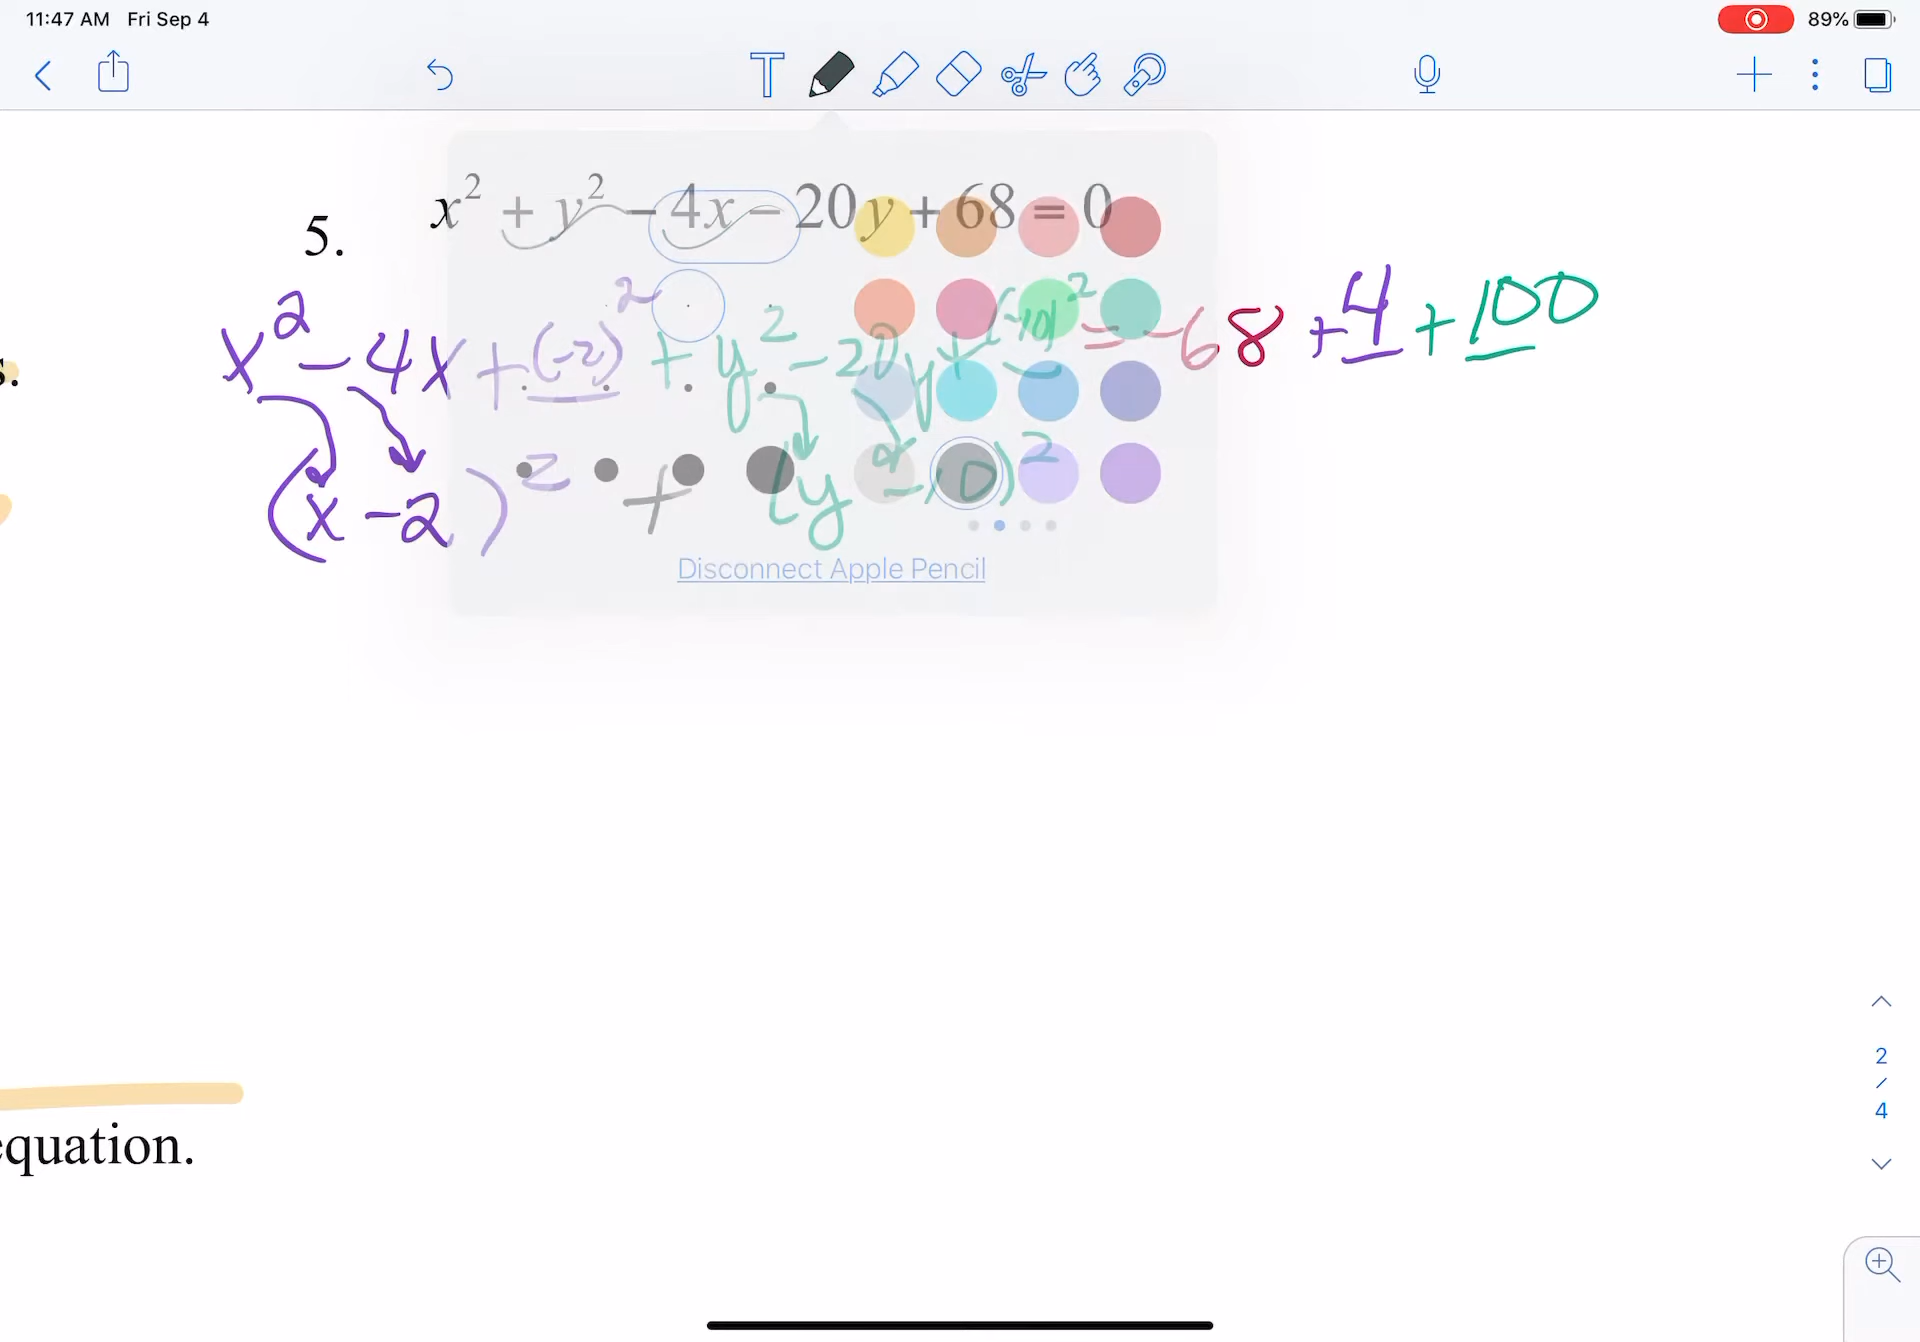 11:47 AM Fri Sep 4 89%
T
5. x² + y² − 4x − 20y + 68 = 0
x² − 4x + (−2)² + y² − 20y + (−10)² = −68 + 4 + 100
s.
(x − 2)² + (y − 10)²
Disconnect Apple Pencil
2
/
4
equation.